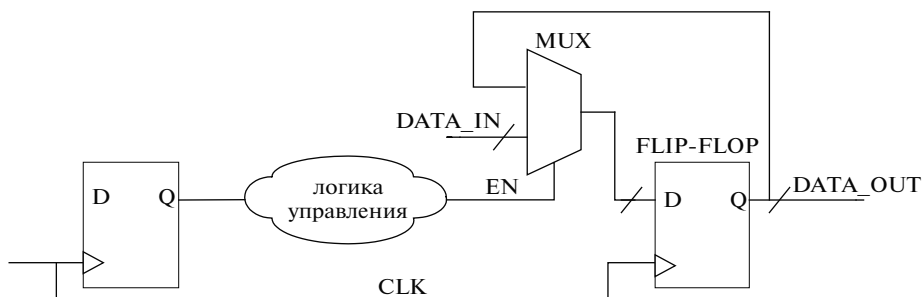 MUX
DATA_IN
FLIP-FLOP
D Q
логика
управления
EN
D Q
DATA_OUT
CLK